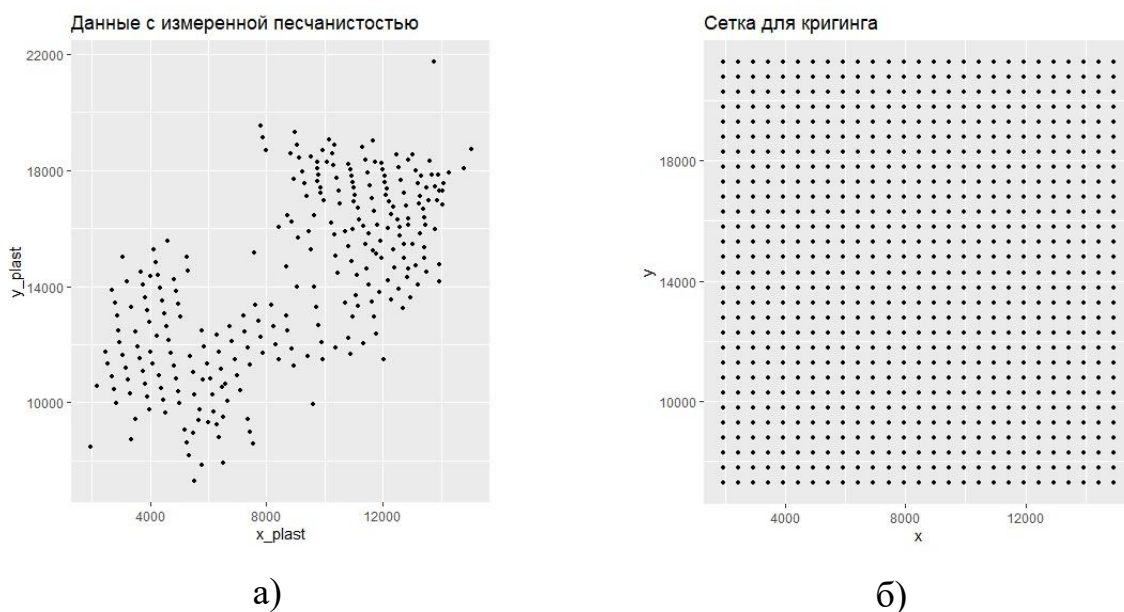 Данные с измеренной песчанистостью
22000
18000
14000
10000
y_plast
4000 8000 12000
x_plast
а)
Сетка для кригинга
18000
14000
10000
y
4000 8000 12000
x
б)